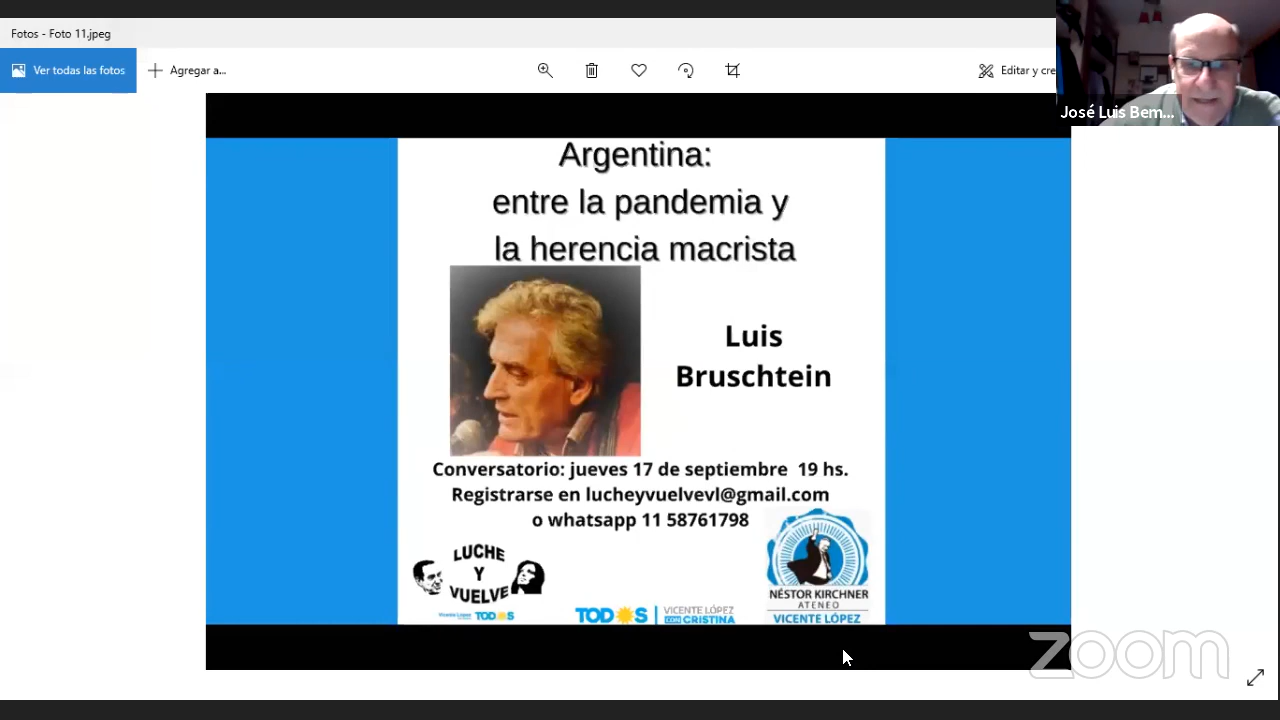 Fotos - Foto 11.jpeg
Ver todas las fotos
Agregar a...
Editar y cre
José Luis Bem...
Argentina:
entre la pandemia y
la herencia macrista
Luis
Bruschtein
Conversatorio: jueves 17 de septiembre 19 hs.
Registrarse en lucheyvuelvevl@gmail.com
o whatsapp 11 58761798
LUCHE
Y
VUELVE
TODOS
TODOS
VICENTE LÓPEZ
CON CRISTINA
NÉSTOR KIRCHNER
ATENEO
VICENTE LÓPEZ
zoom